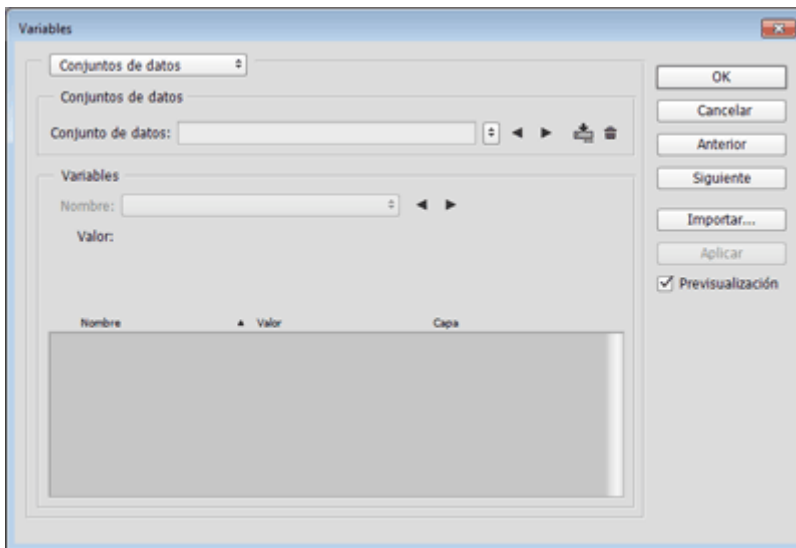 Variables
Conjuntos de datos
Conjuntos de datos
Conjunto de datos:
Variables
Nombre:
Valor:
Nombre Valor Capa
OK
Cancelar
Anterior
Siguiente
Importar...
Aplicar
Previsualización